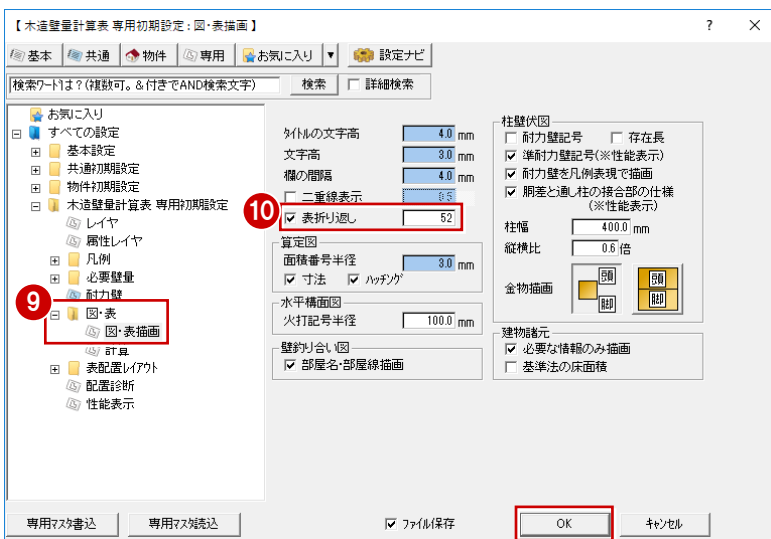 【 木造壁量計算表 専用初期設定 : 図・表描画 】
? ×
基本 共通 物件 専用 お気に入り ▼ 設定ナビ
検索ワードは？(複数可。＆付きでAND検索文字) 検索 詳細検索
お気に入り
すべての設定
基本設定
共通初期設定
物件初期設定
木造壁量計算表 専用初期設定
レイヤ
属性レイヤ
凡例
必要壁量
耐力壁
9
図・表
図・表描画
計算
表配置レイアウト
配置診断
性能表示
タイトルの文字高 4.0 mm
文字高 3.0 mm
欄の間隔 4.0 mm
二重線表示 0.5
10 表折り返し 52
算定図
面積番号半径 3.0 mm
寸法 ハッチング
水平構面図
火打記号半径 100.0 mm
壁釣り合い図
部屋名・部屋線描画
柱壁伏図
耐力壁記号 存在長
準耐力壁記号(※性能表示)
耐力壁を凡例表現で描画
胴差と通し柱の接合部の仕様
(※性能表示)
柱幅 400.0 mm
縦横比 0.6 倍
金物描画 頭 脚 頭 脚
建物諸元
必要な情報のみ描画
基準法の床面積
専用マスタ書込 専用マスタ読込 ファイル保存 OK キャンセル